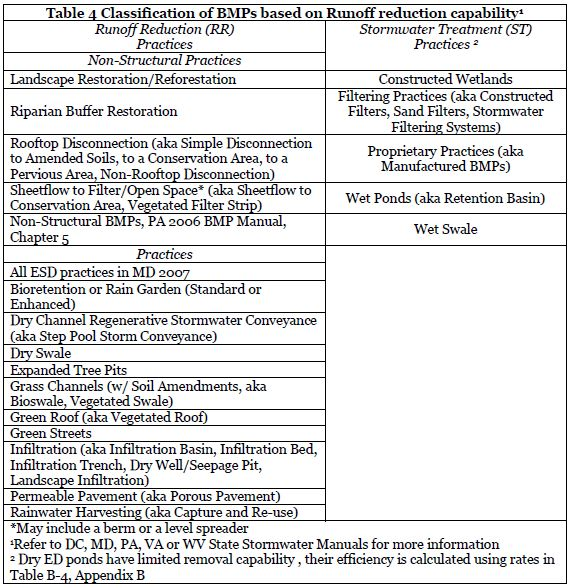 Table 4 Classification of BMPs based on Runoff reduction capability¹
Runoff Reduction (RR)
Practices
Non-Structural Practices
Stormwater Treatment (ST)
Practices ²
Landscape Restoration/Reforestation
Constructed Wetlands
Riparian Buffer Restoration
Filtering Practices (aka Constructed
Filters, Sand Filters, Stormwater
Filtering Systems)
Rooftop Disconnection (aka Simple Disconnection
to Amended Soils, to a Conservation Area, to a
Pervious Area, Non-Rooftop Disconnection)
Proprietary Practices (aka
Manufactured BMPs)
Sheetflow to Filter/Open Space* (aka Sheetflow to
Conservation Area, Vegetated Filter Strip)
Wet Ponds (aka Retention Basin)
Non-Structural BMPs, PA 2006 BMP Manual,
Chapter 5
Wet Swale
Practices
All ESD practices in MD 2007
Bioretention or Rain Garden (Standard or
Enhanced)
Dry Channel Regenerative Stormwater Conveyance
(aka Step Pool Storm Conveyance)
Dry Swale
Expanded Tree Pits
Grass Channels (w/ Soil Amendments, aka
Bioswale, Vegetated Swale)
Green Roof (aka Vegetated Roof)
Green Streets
Infiltration (aka Infiltration Basin, Infiltration Bed,
Infiltration Trench, Dry Well/Seepage Pit,
Landscape Infiltration)
Permeable Pavement (aka Porous Pavement)
Rainwater Harvesting (aka Capture and Re-use)
*May include a berm or a level spreader
¹Refer to DC, MD, PA, VA or WV State Stormwater Manuals for more information
² Dry ED ponds have limited removal capability , their efficiency is calculated using rates in
Table B-4, Appendix B